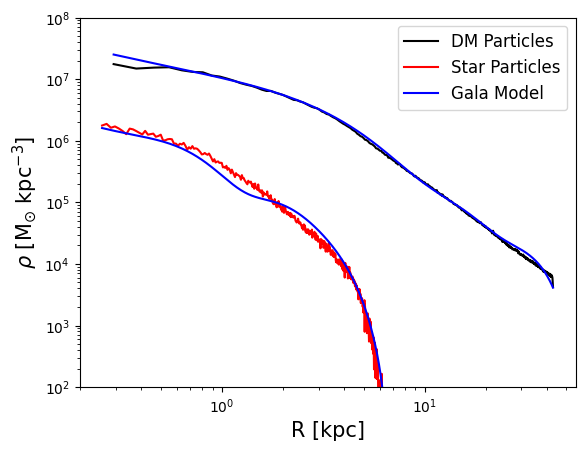 10⁸
10⁷
10⁶
10⁵
10⁴
10³
10²
ρ [M⊙ kpc⁻³]
DM Particles
Star Particles
Gala Model
10⁰
10¹
R [kpc]